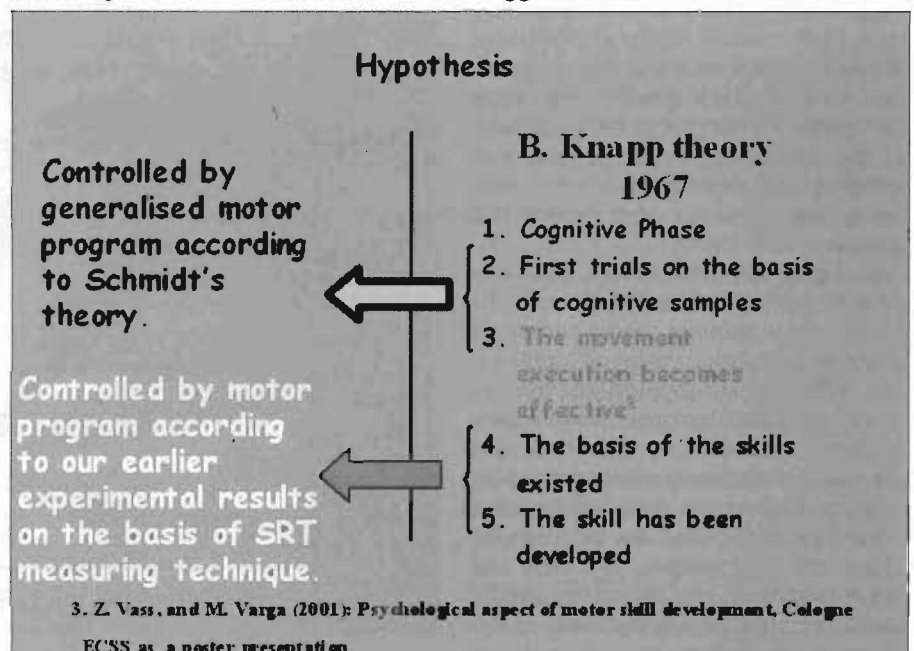 Hypothesis
Controlled by
generalised motor
program according
to Schmidt's
theory.
Controlled by motor
program according
to our earlier
experimental results
on the basis of SRT
measuring technique.
B. Knapp theory
1967
1. Cognitive Phase
2. First trials on the basis
of cognitive samples
3. The movement
execution becomes
effective³
4. The basis of the skills
existed
5. The skill has been
developed
3. Z. Vass, and M. Varga (2001): Psychological aspect of motor skill development, Cologne
ECSS as a poster presentation